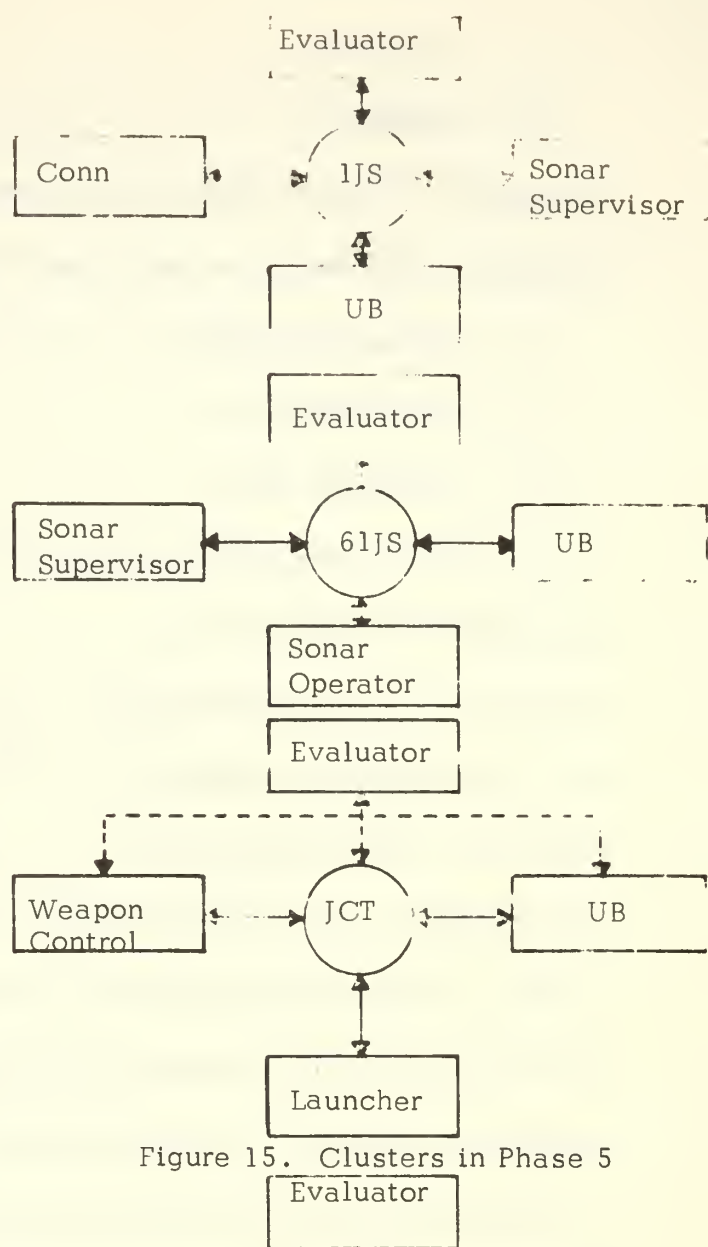 Evaluator
Conn
1JS
Sonar
Supervisor
UB
Evaluator
Sonar
Supervisor
61JS
UB
Sonar
Operator
Evaluator
Weapon
Control
JCT
UB
Launcher
Figure 15. Clusters in Phase 5
Evaluator